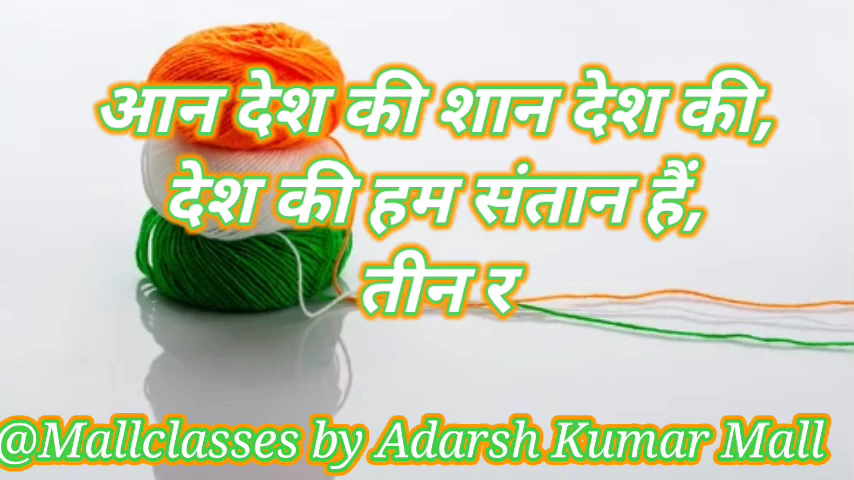 आन देश की शान देश की,
देश की हम संतान हैं,
तीन र
@Mallclasses by Adarsh Kumar Mall